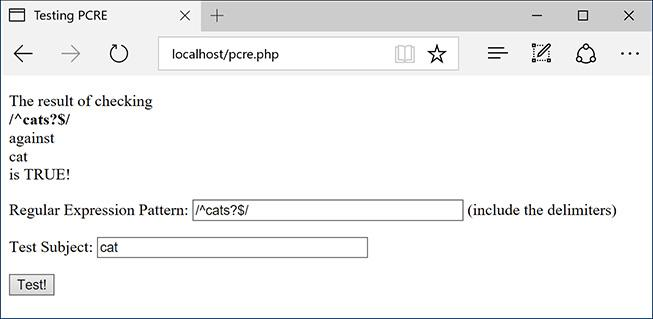 Testing PCRE
localhost/pcre.php
The result of checking
/^cats?$/
against
cat
is TRUE!
Regular Expression Pattern: /^cats?$/ (include the delimiters)
Test Subject: cat
Test!